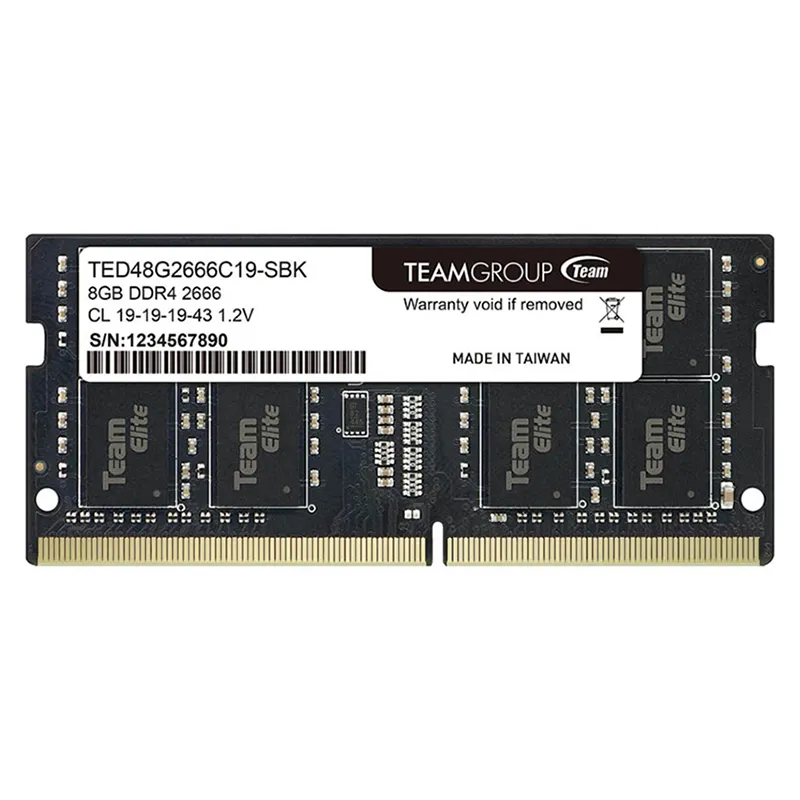 TED48G2666C19-SBK
8GB DDR4 2666
CL 19-19-19-43 1.2V
S/N:1234567890
TEAMGROUP Team
Warranty void if removed
MADE IN TAIWAN
Team Elite
Team Elite
Team Elite
Team Elite
Team Elite